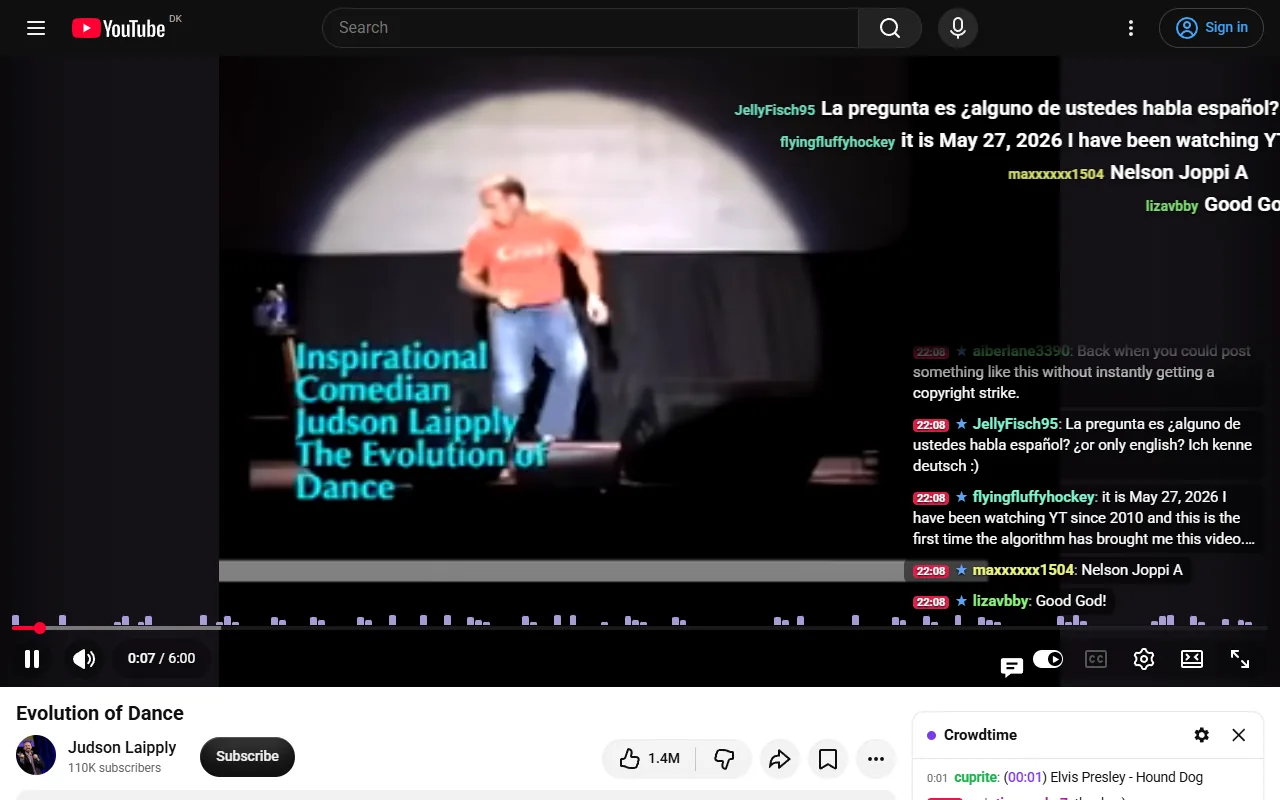 YouTube DK
Search
Sign in
JellyFisch95 La pregunta es ¿alguno de ustedes habla español?
flyingfluffyhockey it is May 27, 2026 I have been watching YT
maxxxxxx1504 Nelson Joppi A
lizavbby Good Go
Inspirational
Comedian
Judson Laipply
The Evolution of
Dance
22:08 ★ aiberlane3390: Back when you could post
something like this without instantly getting a
copyright strike.
22:08 ★ JellyFisch95: La pregunta es ¿alguno de
ustedes habla español? ¿or only english? Ich kenne
deutsch :)
22:08 ★ flyingfluffyhockey: it is May 27, 2026 I
have been watching YT since 2010 and this is the
first time the algorithm has brought me this video....
22:08 ★ maxxxxxx1504: Nelson Joppi A
22:08 ★ lizavbby: Good God!
0:07 / 6:00
CC
Evolution of Dance
Judson Laipply
110K subscribers
Subscribe
1.4M
Crowdtime
0:01 cuprite: (00:01) Elvis Presley - Hound Dog